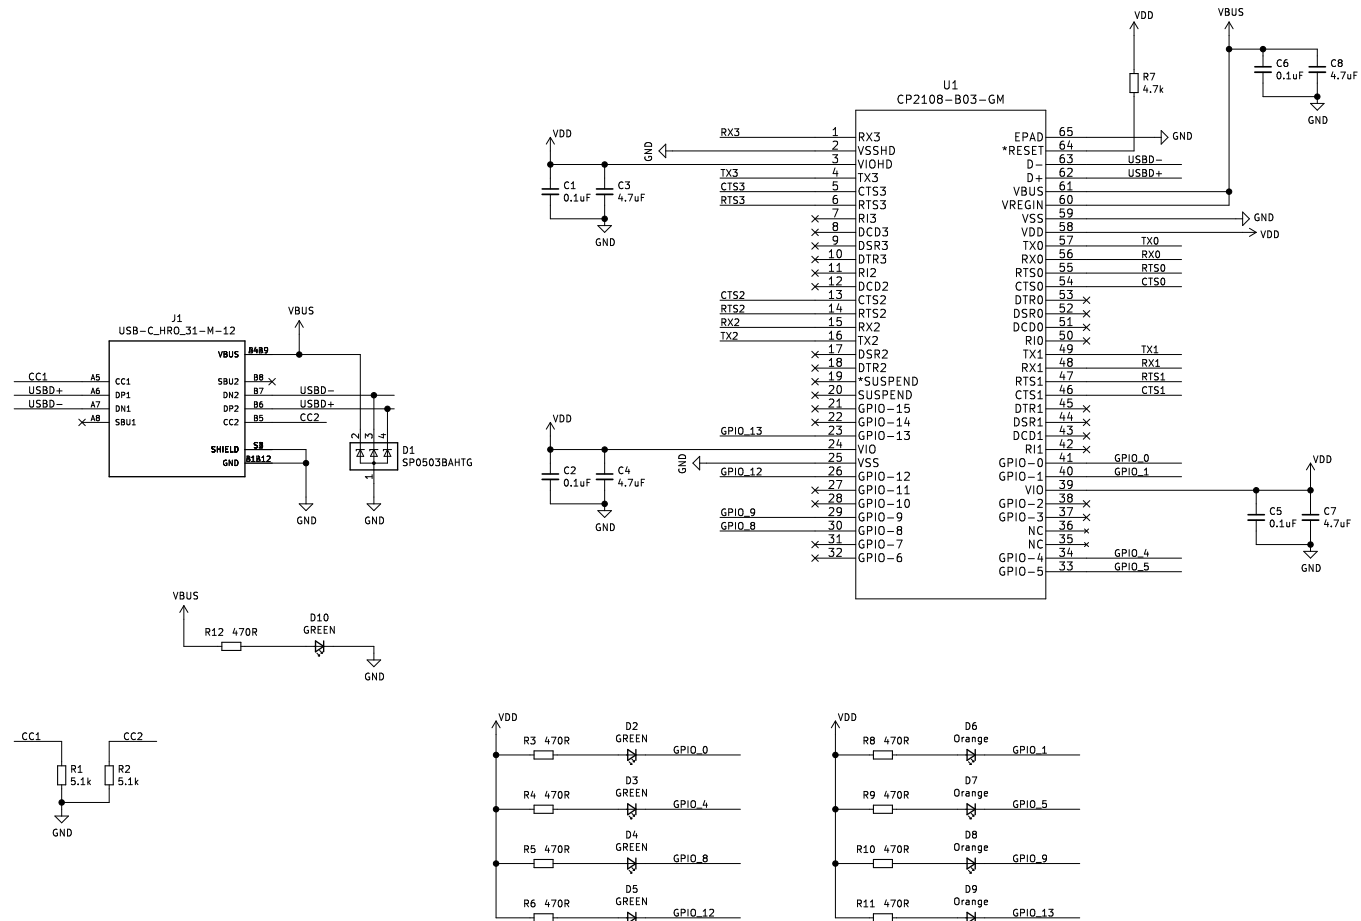 VDD
VBUS
C6
0.1uF
C8
4.7uF
R7
4.7k
GND
U1
CP2108-B03-GM
RX3 1 RX3
GND 2 VSSHD
VDD 3 VIOHD
TX3 4 TX3
CTS3 5 CTS3
RTS3 6 RTS3
7 RI3
8 DCD3
9 DSR3
10 DTR3
11 RI2
12 DCD2
CTS2 13 CTS2
RTS2 14 RTS2
RX2 15 RX2
TX2 16 TX2
17 DSR2
18 DTR2
19 *SUSPEND
20 SUSPEND
21 GPIO-15
22 GPIO-14
GPIO_13 23 GPIO-13
VDD 24 VIO
GND 25 VSS
GPIO_12 26 GPIO-12
27 GPIO-11
28 GPIO-10
GPIO_9 29 GPIO-9
GPIO_8 30 GPIO-8
31 GPIO-7
32 GPIO-6
EPAD 65 GND
*RESET 64
D- 63 USBD-
D+ 62 USBD+
VBUS 61
VREGIN 60
VSS 59 GND
VDD 58 VDD
TX0 57 TX0
RX0 56 RX0
RTS0 55 RTS0
CTS0 54 CTS0
DTR0 53
DSR0 52
DCD0 51
RI0 50
TX1 49 TX1
RX1 48 RX1
RTS1 47 RTS1
CTS1 46 CTS1
DTR1 45
DSR1 44
DCD1 43
RI1 42
GPIO-0 41 GPIO_0
GPIO-1 40 GPIO_1
VIO 39 VDD
GPIO-2 38
GPIO-3 37
NC 36
NC 35
GPIO-4 34 GPIO_4
GPIO-5 33 GPIO_5
C1
0.1uF
C3
4.7uF
GND
C2
0.1uF
C4
4.7uF
GND
C5
0.1uF
C7
4.7uF
GND
J1
USB-C_HRO_31-M-12
VBUS
VBUS
CC1 A5 CC1
USBD+ A6 DP1
USBD- A7 DN1
A8 SBU1
SBU2 B8
DN2 B7 USBD-
DP2 B6 USBD+
CC2 B5 CC2
SHIELD
GND
GND
2 3 4
D1
SP0503BAHTG
1
GND
VBUS
R12 470R
D10
GREEN
GND
CC1
CC2
R1
5.1k
R2
5.1k
GND
VDD
R3 470R
D2
GREEN
GPIO_0
R4 470R
D3
GREEN
GPIO_4
R5 470R
D4
GREEN
GPIO_8
R6 470R
D5
GREEN
GPIO_12
VDD
R8 470R
D6
Orange
GPIO_1
R9 470R
D7
Orange
GPIO_5
R10 470R
D8
Orange
GPIO_9
R11 470R
D9
Orange
GPIO_13